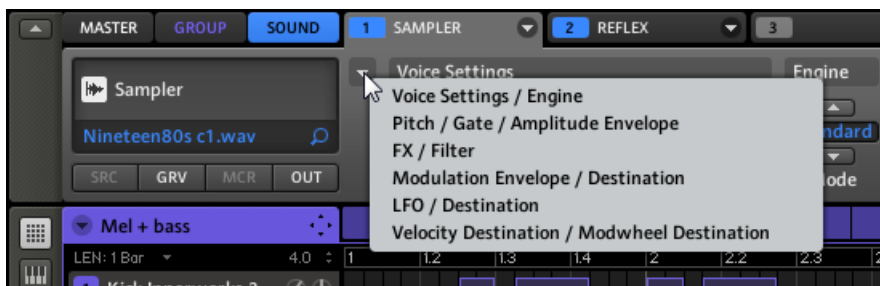 MASTER GROUP SOUND 1 SAMPLER 2 REFLEX 3
Sampler
Nineteen80s c1.wav
SRC GRV MCR OUT
Voice Settings Engine
Voice Settings / Engine
Pitch / Gate / Amplitude Envelope
FX / Filter
Modulation Envelope / Destination
LFO / Destination
Velocity Destination / Modwheel Destination
Mel + bass
LEN: 1 Bar 4.0 1 1.2 1.3 1.4 2 2.2 2.3